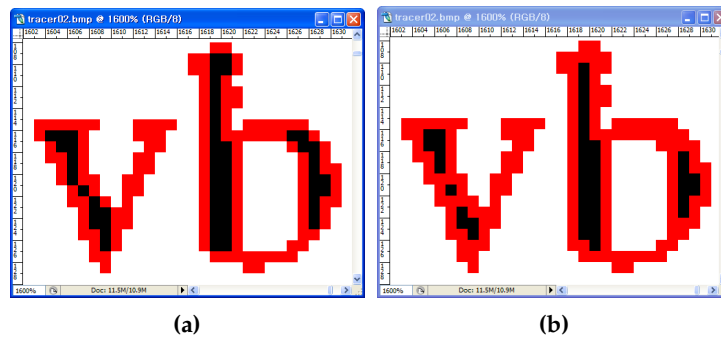 tracer02.bmp @ 1600% (RGB/8)
1602 1604 1606 1608 1610 1612 1614 1616 1618 1620 1622 1624 1626 1628 1630
vb
1600% Doc: 11.5M/10.9M
(a)
tracer02.bmp @ 1600% (RGB/8)
1602 1604 1606 1608 1610 1612 1614 1616 1618 1620 1622 1624 1626 1628 1630
vb
1600% Doc: 11.5M/10.9M
(b)